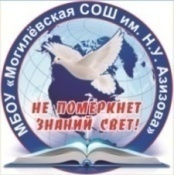 МБОУ «Могилёвская СОШ им. Н.У. Азизова»
НЕ ПОМЕРКНЕТ
ЗНАНИЙ СВЕТ!